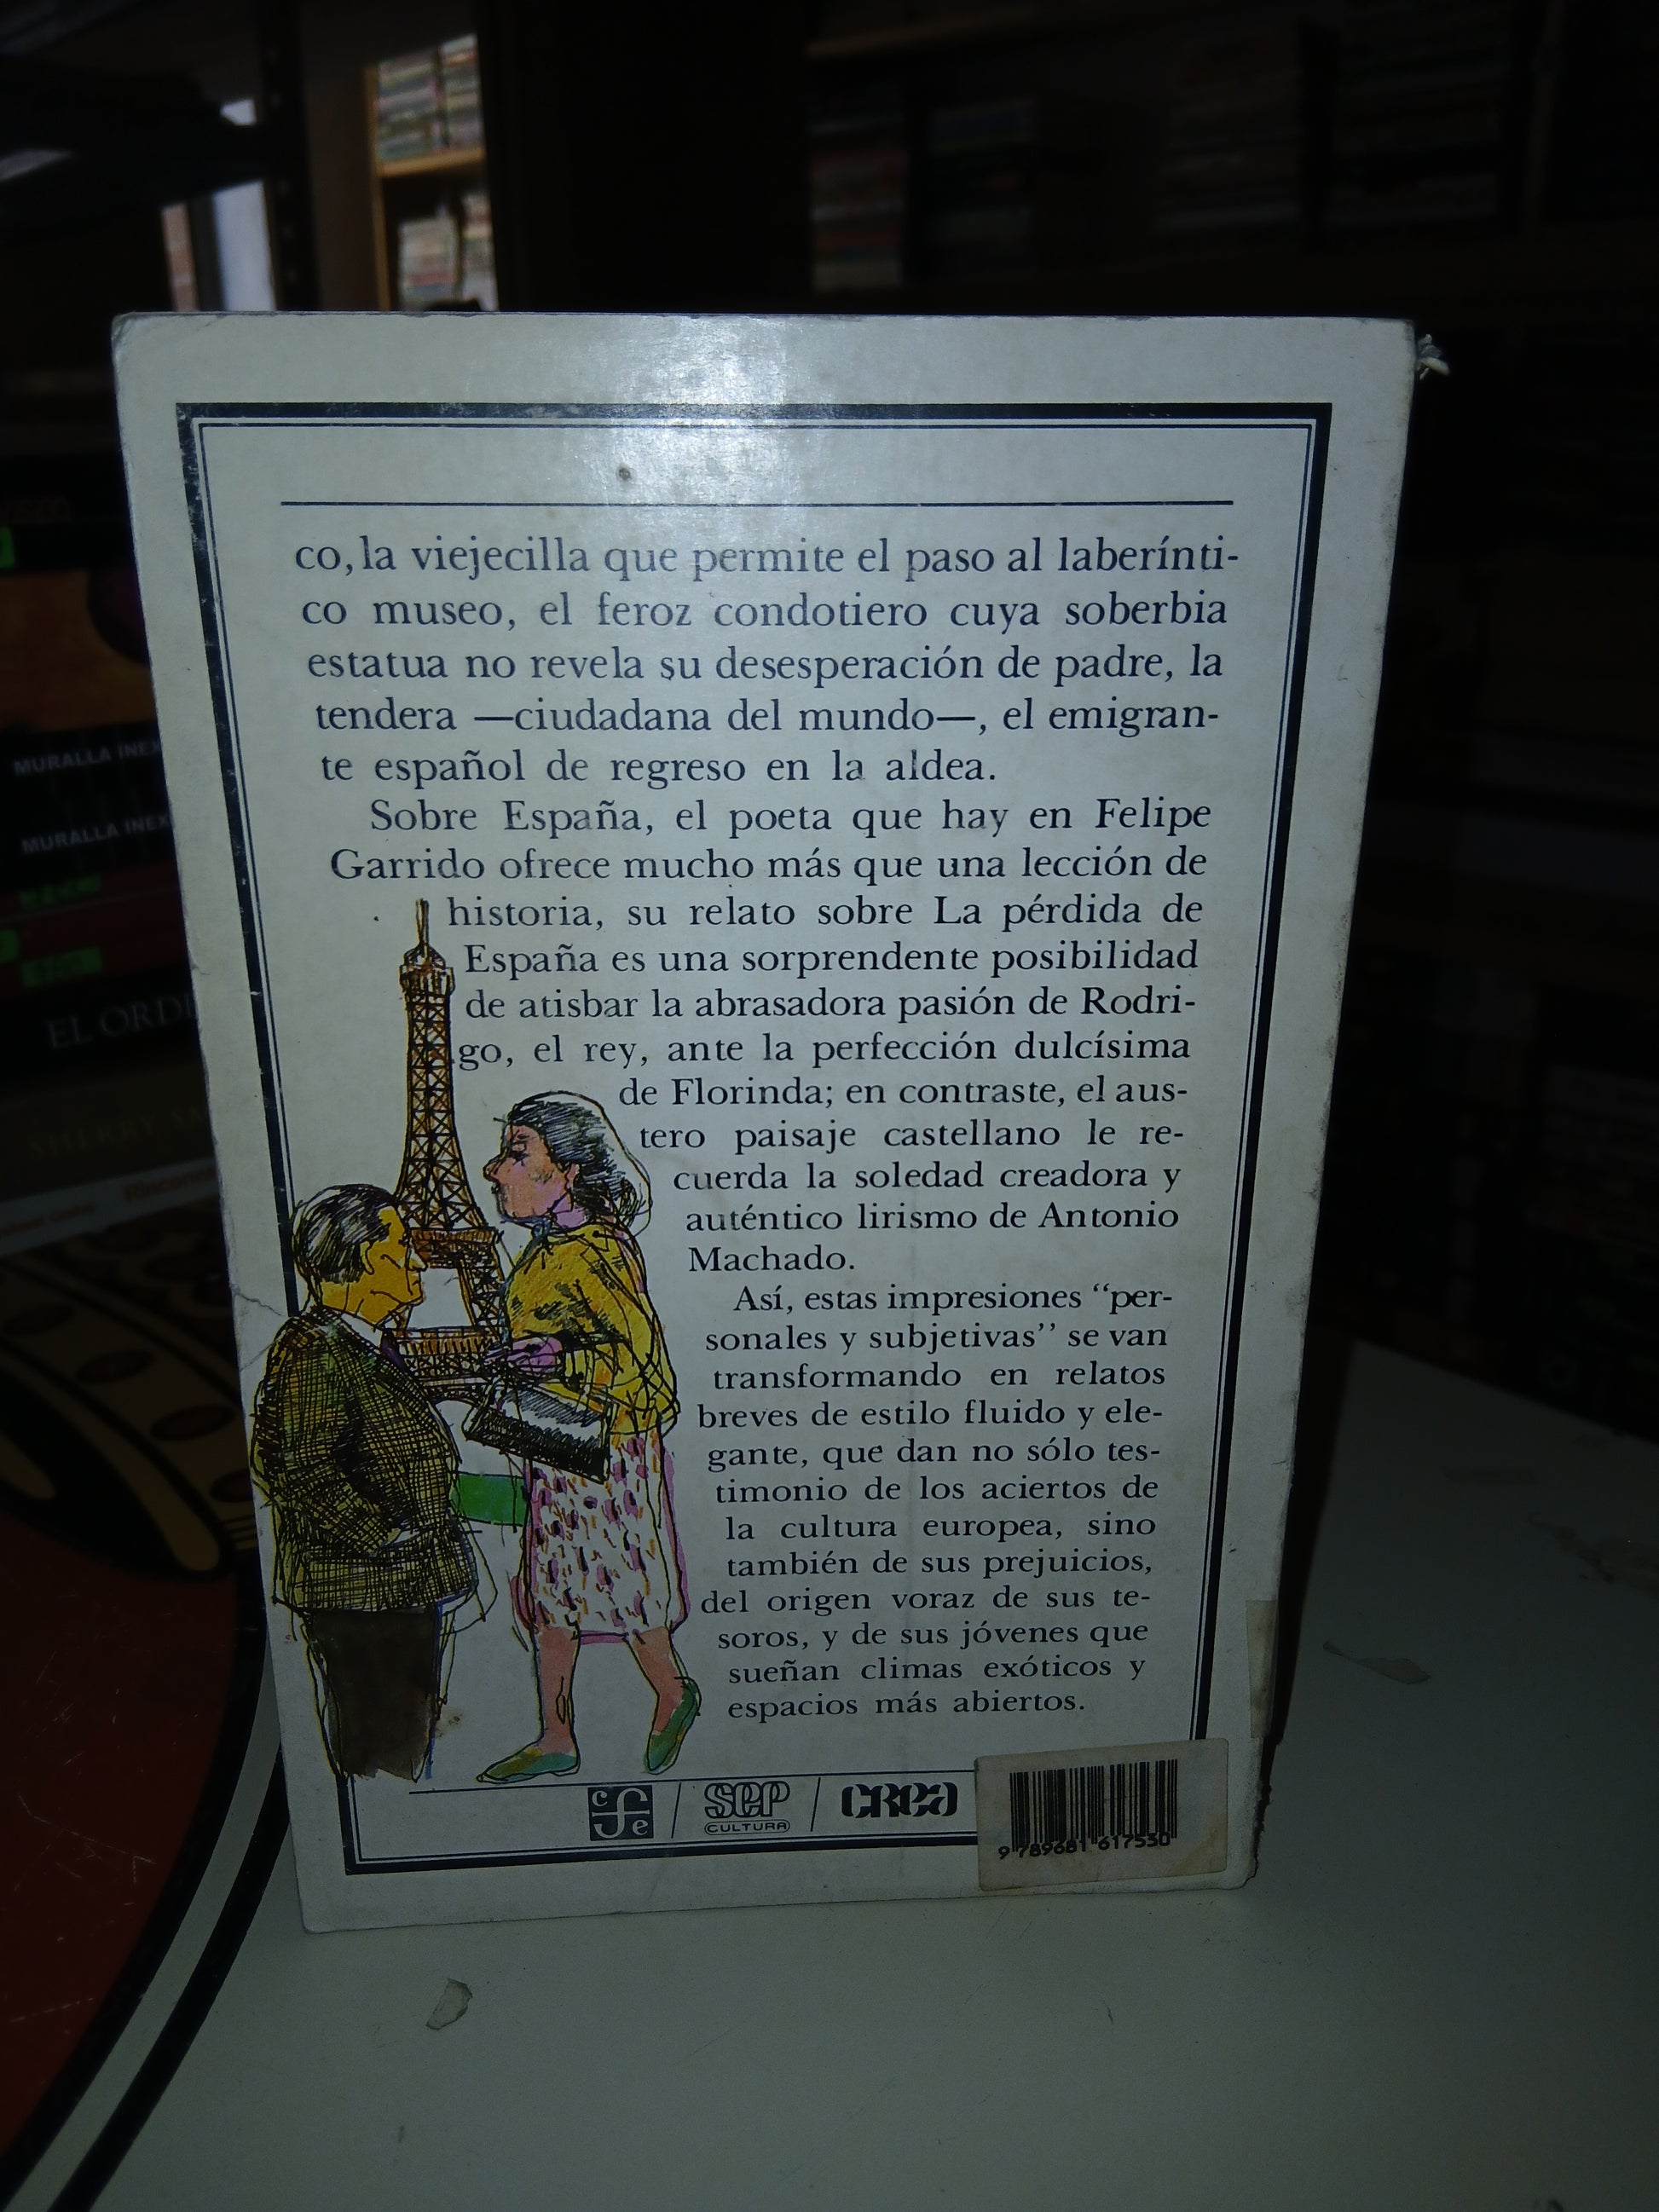 co, la viejecilla que permite el paso al laberínti-
co museo, el feroz condotiero cuya soberbia
estatua no revela su desesperación de padre, la
tendera —ciudadana del mundo—, el emigran-
te español de regreso en la aldea.
Sobre España, el poeta que hay en Felipe
Garrido ofrece mucho más que una lección de
historia, su relato sobre La pérdida de
España es una sorprendente posibilidad
de atisbar la abrasadora pasión de Rodri-
go, el rey, ante la perfección dulcísima
de Florinda; en contraste, el aus-
tero paisaje castellano le re-
cuerda la soledad creadora y
auténtico lirismo de Antonio
Machado.
Así, estas impresiones “per-
sonales y subjetivas” se van
transformando en relatos
breves de estilo fluido y ele-
gante, que dan no sólo tes-
timonio de los aciertos de
la cultura europea, sino
también de sus prejuicios,
del origen voraz de sus te-
soros, y de sus jóvenes que
sueñan climas exóticos y
espacios más abiertos.
cfe
sep
CULTURA
crea
9 789681 617530
MURALLA
MURALLA
EL